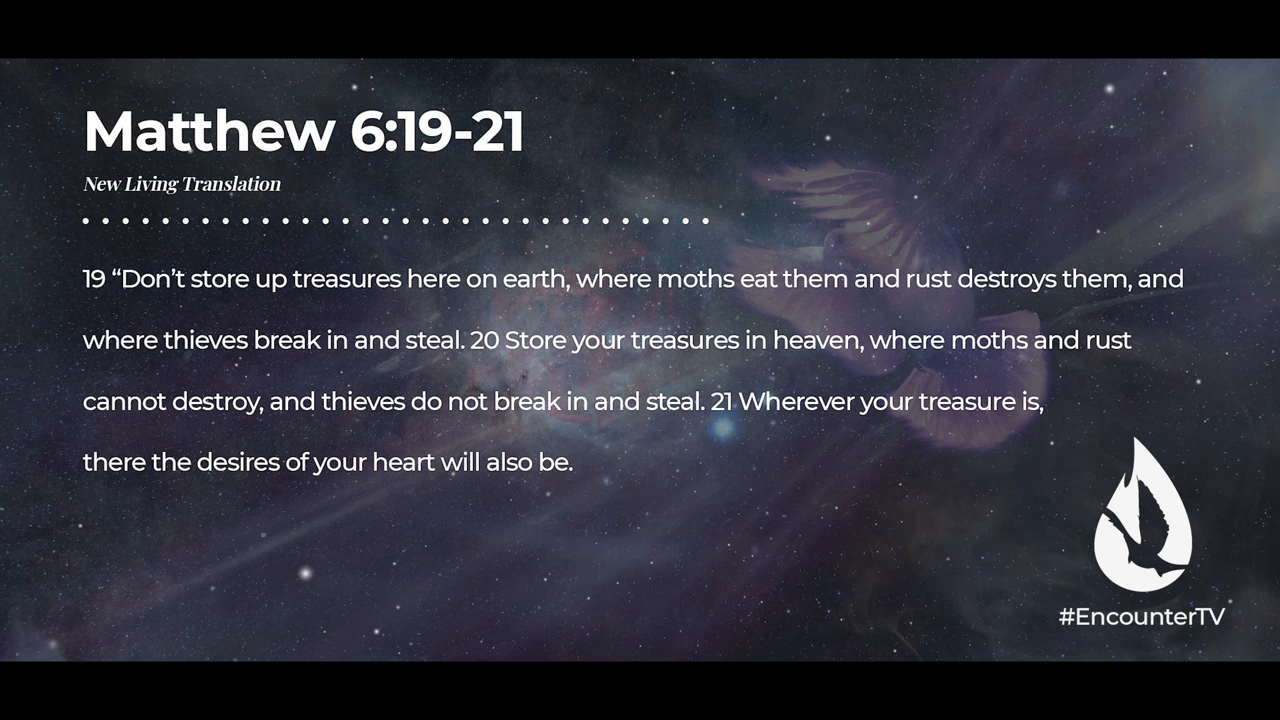 Matthew 6:19-21
New Living Translation
19 “Don’t store up treasures here on earth, where moths eat them and rust destroys them, and
where thieves break in and steal. 20 Store your treasures in heaven, where moths and rust
cannot destroy, and thieves do not break in and steal. 21 Wherever your treasure is,
there the desires of your heart will also be.
#EncounterTV